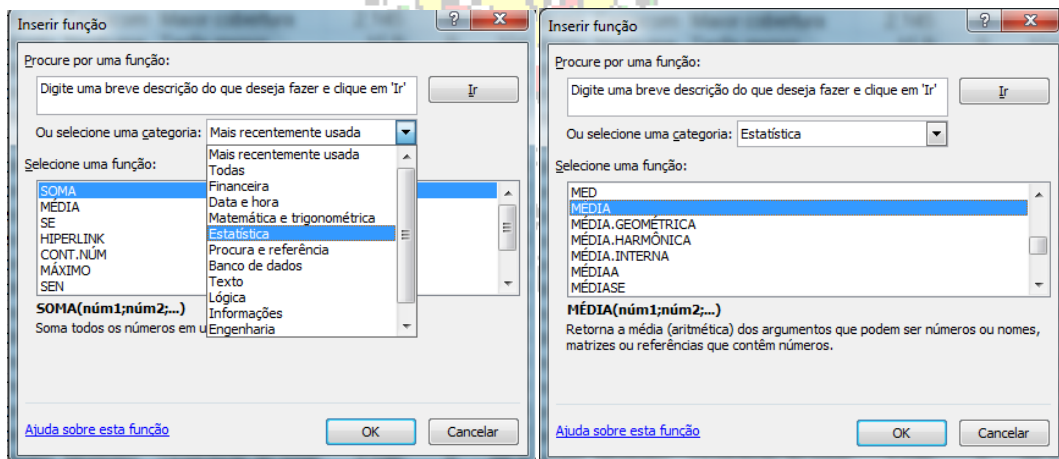 Inserir função
Procure por uma função:
Digite uma breve descrição do que deseja fazer e clique em 'Ir'
Ir
Ou selecione uma categoria: Mais recentemente usada
Mais recentemente usada
Todas
Financeira
Data e hora
Matemática e trigonométrica
Estatística
Procura e referência
Banco de dados
Texto
Lógica
Informações
Engenharia
Selecione uma função:
SOMA
MÉDIA
SE
HIPERLINK
CONT.NÚM
MÁXIMO
SEN
SOMA(núm1;núm2;...)
Soma todos os números em u
Ajuda sobre esta função
OK
Cancelar
Inserir função
Procure por uma função:
Digite uma breve descrição do que deseja fazer e clique em 'Ir'
Ir
Ou selecione uma categoria: Estatística
Selecione uma função:
MED
MÉDIA
MÉDIA.GEOMÉTRICA
MÉDIA.HARMÔNICA
MÉDIA.INTERNA
MÉDIAA
MÉDIASE
MÉDIA(núm1;núm2;...)
Retorna a média (aritmética) dos argumentos que podem ser números ou nomes,
matrizes ou referências que contêm números.
Ajuda sobre esta função
OK
Cancelar